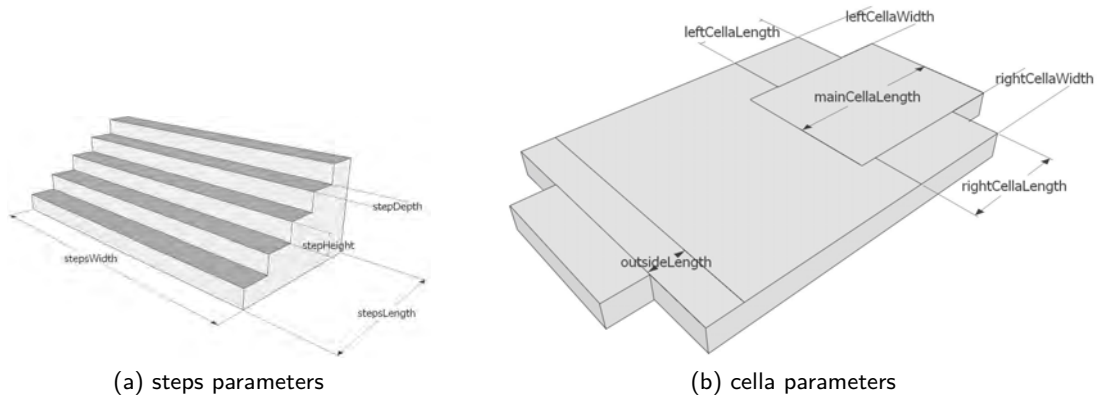 leftCellaWidth
leftCellaLength
rightCellaWidth
mainCellaLength
rightCellaLength
outsideLength
stepDepth
stepHeight
stepsWidth
stepsLength
(a) steps parameters
(b) cella parameters